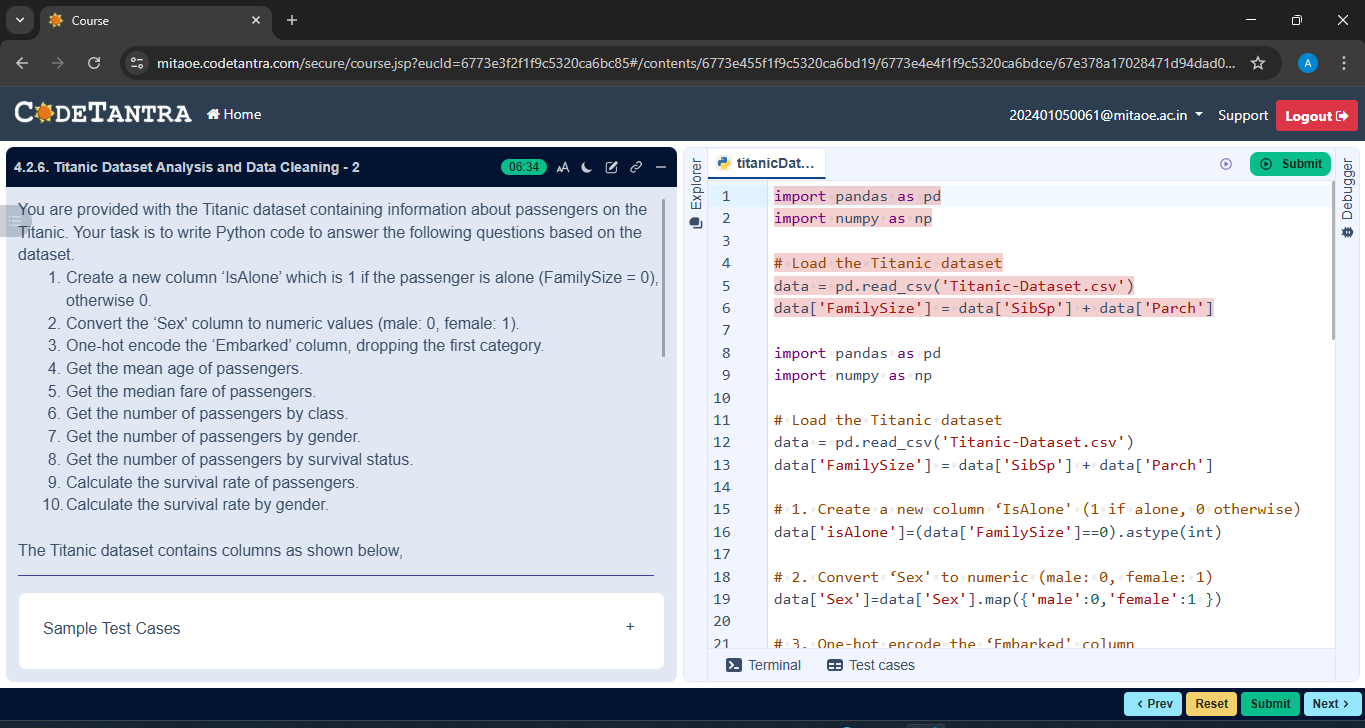 Course
mitaoe.codetantra.com/secure/course.jsp?eucId=6773e3f2f1f9c5320ca6bc85#/contents/6773e455f1f9c5320ca6bd19/6773e4e4f1f9c5320ca6bdce/67e378a17028471d94dad0...
A
CODETANTRA
Home
202401050061@mitaoe.ac.in
Support
Logout
4.2.6. Titanic Dataset Analysis and Data Cleaning - 2
06:34
AA
You are provided with the Titanic dataset containing information about passengers on the
Titanic. Your task is to write Python code to answer the following questions based on the
dataset.
1. Create a new column ‘IsAlone’ which is 1 if the passenger is alone (FamilySize = 0),
otherwise 0.
2. Convert the ‘Sex' column to numeric values (male: 0, female: 1).
3. One-hot encode the ‘Embarked’ column, dropping the first category.
4. Get the mean age of passengers.
5. Get the median fare of passengers.
6. Get the number of passengers by class.
7. Get the number of passengers by gender.
8. Get the number of passengers by survival status.
9. Calculate the survival rate of passengers.
10. Calculate the survival rate by gender.
The Titanic dataset contains columns as shown below,
Sample Test Cases
+
Explorer
titanicDat...
Submit
Debugger
1 import pandas as pd
2 import numpy as np
3
4 # Load the Titanic dataset
5 data = pd.read_csv('Titanic-Dataset.csv')
6 data['FamilySize'] = data['SibSp'] + data['Parch']
7
8 import pandas as pd
9 import numpy as np
10
11 # Load the Titanic dataset
12 data = pd.read_csv('Titanic-Dataset.csv')
13 data['FamilySize'] = data['SibSp'] + data['Parch']
14
15 # 1. Create a new column ‘IsAlone' (1 if alone, 0 otherwise)
16 data['isAlone']=(data['FamilySize']==0).astype(int)
17
18 # 2. Convert ‘Sex' to numeric (male: 0, female: 1)
19 data['Sex']=data['Sex'].map({'male':0,'female':1 })
20
21 # 3. One-hot encode the ‘Embarked' column
Terminal
Test cases
Prev
Reset
Submit
Next